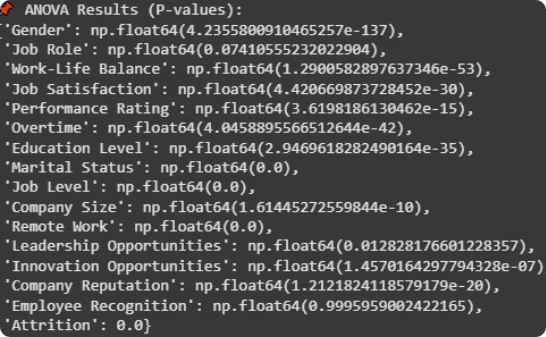 📌 ANOVA Results (P-values):
{'Gender': np.float64(4.2355800910465257e-137),
'Job Role': np.float64(0.07410555232022904),
'Work-Life Balance': np.float64(1.2900582897637346e-53),
'Job Satisfaction': np.float64(4.420669873728452e-30),
'Performance Rating': np.float64(3.6198186130462e-15),
'Overtime': np.float64(4.0458895566512644e-42),
'Education Level': np.float64(2.9469618282490164e-35),
'Marital Status': np.float64(0.0),
'Job Level': np.float64(0.0),
'Company Size': np.float64(1.61445272559844e-10),
'Remote Work': np.float64(0.0),
'Leadership Opportunities': np.float64(0.012828176601228357),
'Innovation Opportunities': np.float64(1.4570164297794328e-07)
'Company Reputation': np.float64(1.2121824118579179e-20),
'Employee Recognition': np.float64(0.9995959002422165),
'Attrition': 0.0}